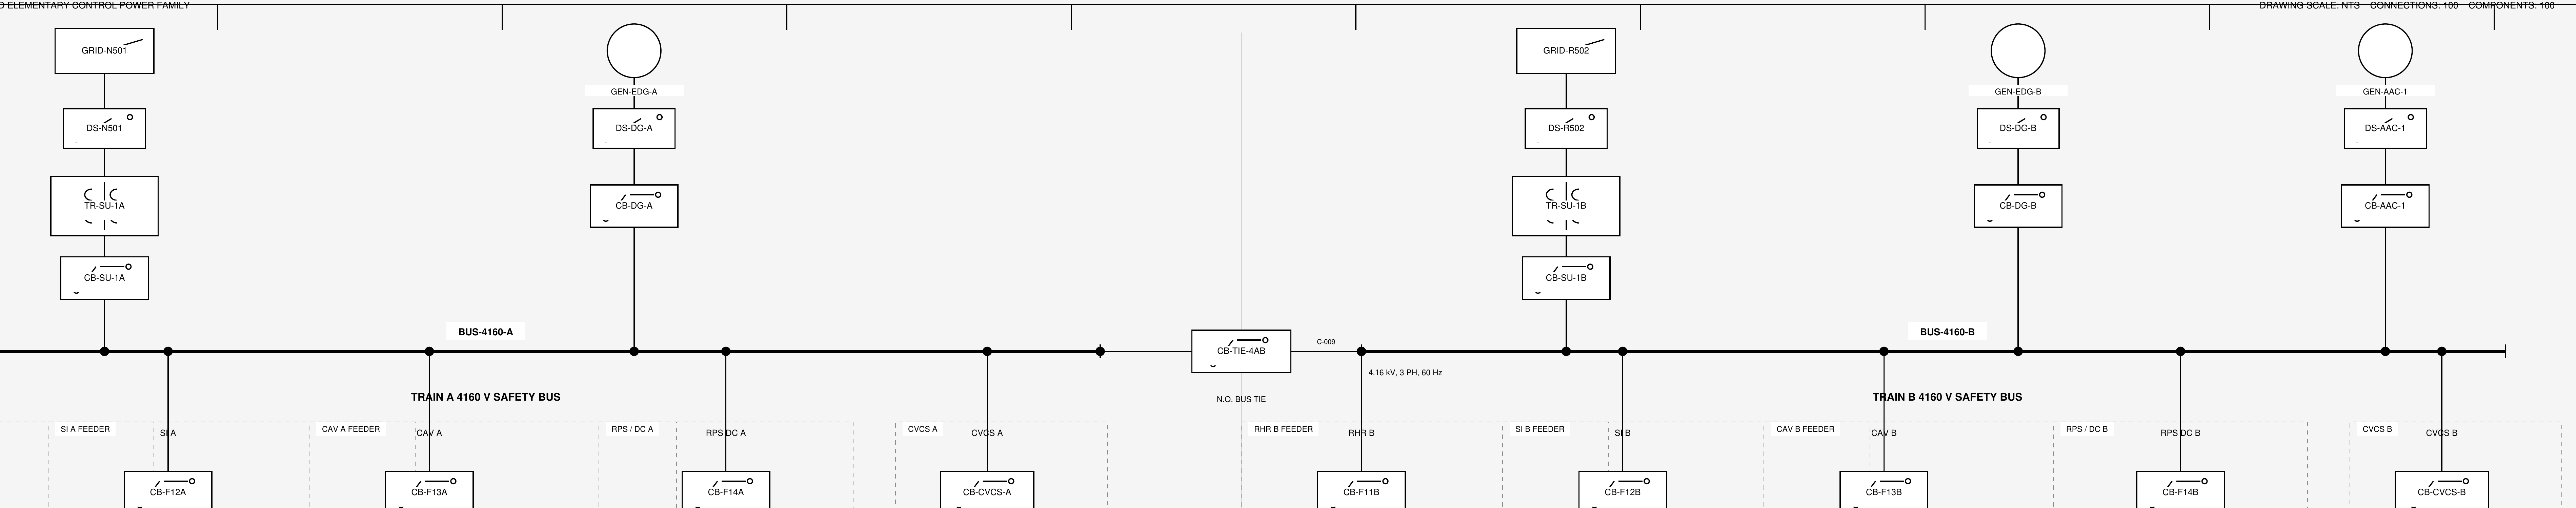 D ELEMENTARY CONTROL POWER FAMILY
DRAWING SCALE: NTS CONNECTIONS: 100 COMPONENTS: 100
GRID-N501
GRID-R502
GEN-EDG-A
GEN-EDG-B
GEN-AAC-1
DS-N501
DS-DG-A
DS-R502
DS-DG-B
DS-AAC-1
TR-SU-1A
CB-DG-A
TR-SU-1B
CB-DG-B
CB-AAC-1
CB-SU-1A
CB-SU-1B
BUS-4160-A
BUS-4160-B
CB-TIE-4AB
C-009
4.16 kV, 3 PH, 60 Hz
TRAIN A 4160 V SAFETY BUS
N.O. BUS TIE
TRAIN B 4160 V SAFETY BUS
SI A FEEDER
SI A
CAV A FEEDER
CAV A
RPS / DC A
RPS DC A
CVCS A
CVCS A
RHR B FEEDER
RHR B
SI B FEEDER
SI B
CAV B FEEDER
CAV B
RPS / DC B
RPS DC B
CVCS B
CVCS B
CB-F12A
CB-F13A
CB-F14A
CB-CVCS-A
CB-F11B
CB-F12B
CB-F13B
CB-F14B
CB-CVCS-B